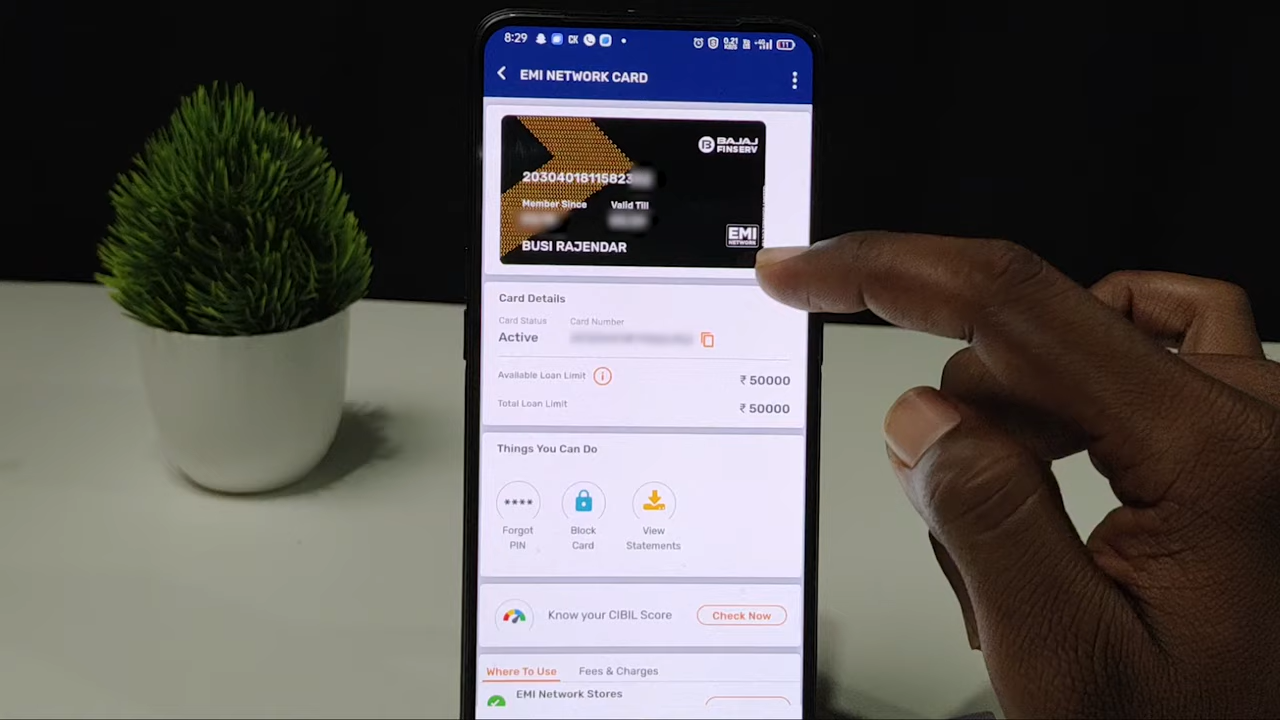 8:29
EMI NETWORK CARD
BAJAJ
FINSERV
20304018115823
Member Since Valid Till
EMI
NETWORK
BUSI RAJENDAR
Card Details
Card Status Card Number
Active
Available Loan Limit ₹ 50000
Total Loan Limit ₹ 50000
Things You Can Do
Forgot PIN
Block Card
View Statements
Know your CIBIL Score Check Now
Where To Use Fees & Charges
EMI Network Stores